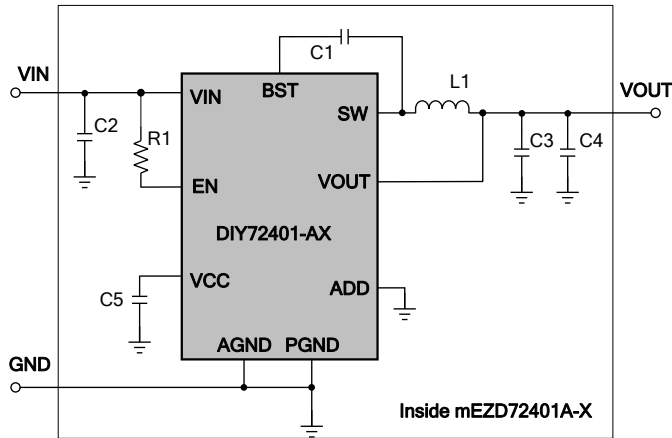 C1
VIN
VIN
BST
L1
VOUT
C2
R1
SW
C3
C4
EN
VOUT
DIY72401-AX
VCC
ADD
C5
AGND
PGND
GND
Inside mEZD72401A-X